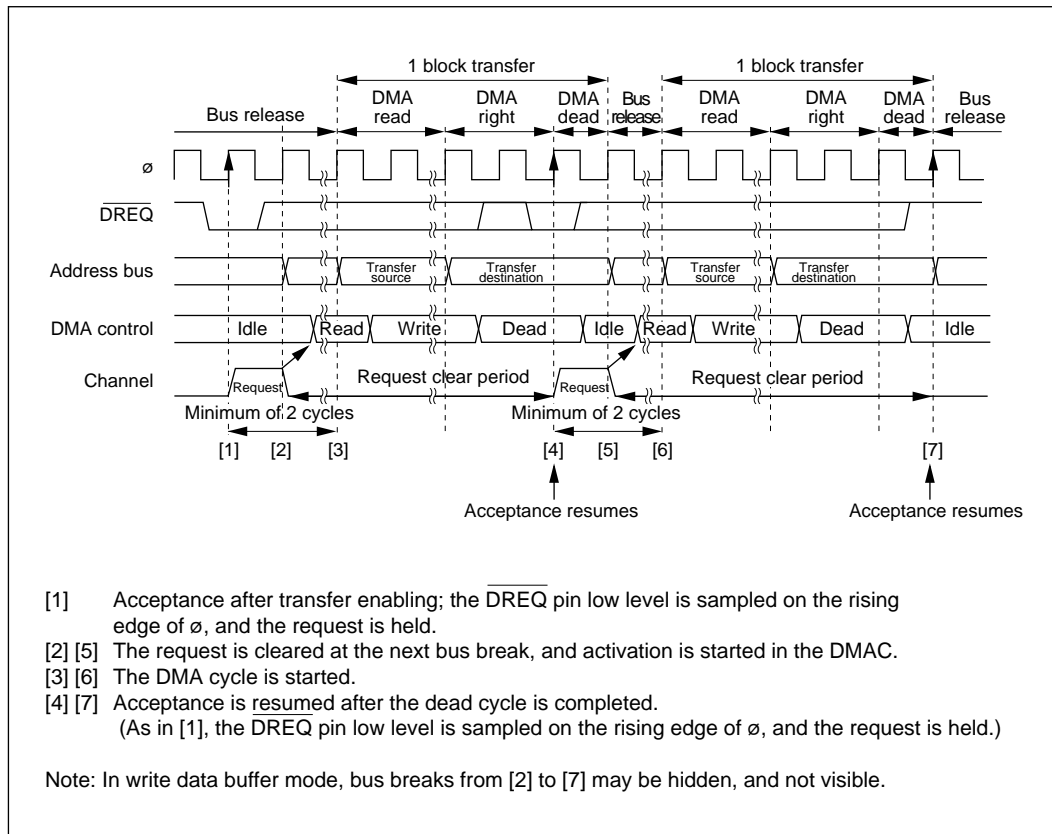 1 block transfer 1 block transfer
Bus release DMA read DMA right DMA dead Bus release DMA read DMA right DMA dead Bus release
ø
DREQ
Address bus Transfer source Transfer destination Transfer source Transfer destination
DMA control Idle Read Write Dead Idle Read Write Dead Idle
Channel Request Request clear period Request Request clear period
Minimum of 2 cycles Minimum of 2 cycles
[1] [2] [3] [4] [5] [6] [7]
Acceptance resumes Acceptance resumes
[1] Acceptance after transfer enabling; the DREQ pin low level is sampled on the rising
edge of ø, and the request is held.
[2] [5] The request is cleared at the next bus break, and activation is started in the DMAC.
[3] [6] The DMA cycle is started.
[4] [7] Acceptance is resumed after the dead cycle is completed.
(As in [1], the DREQ pin low level is sampled on the rising edge of ø, and the request is held.)
Note: In write data buffer mode, bus breaks from [2] to [7] may be hidden, and not visible.